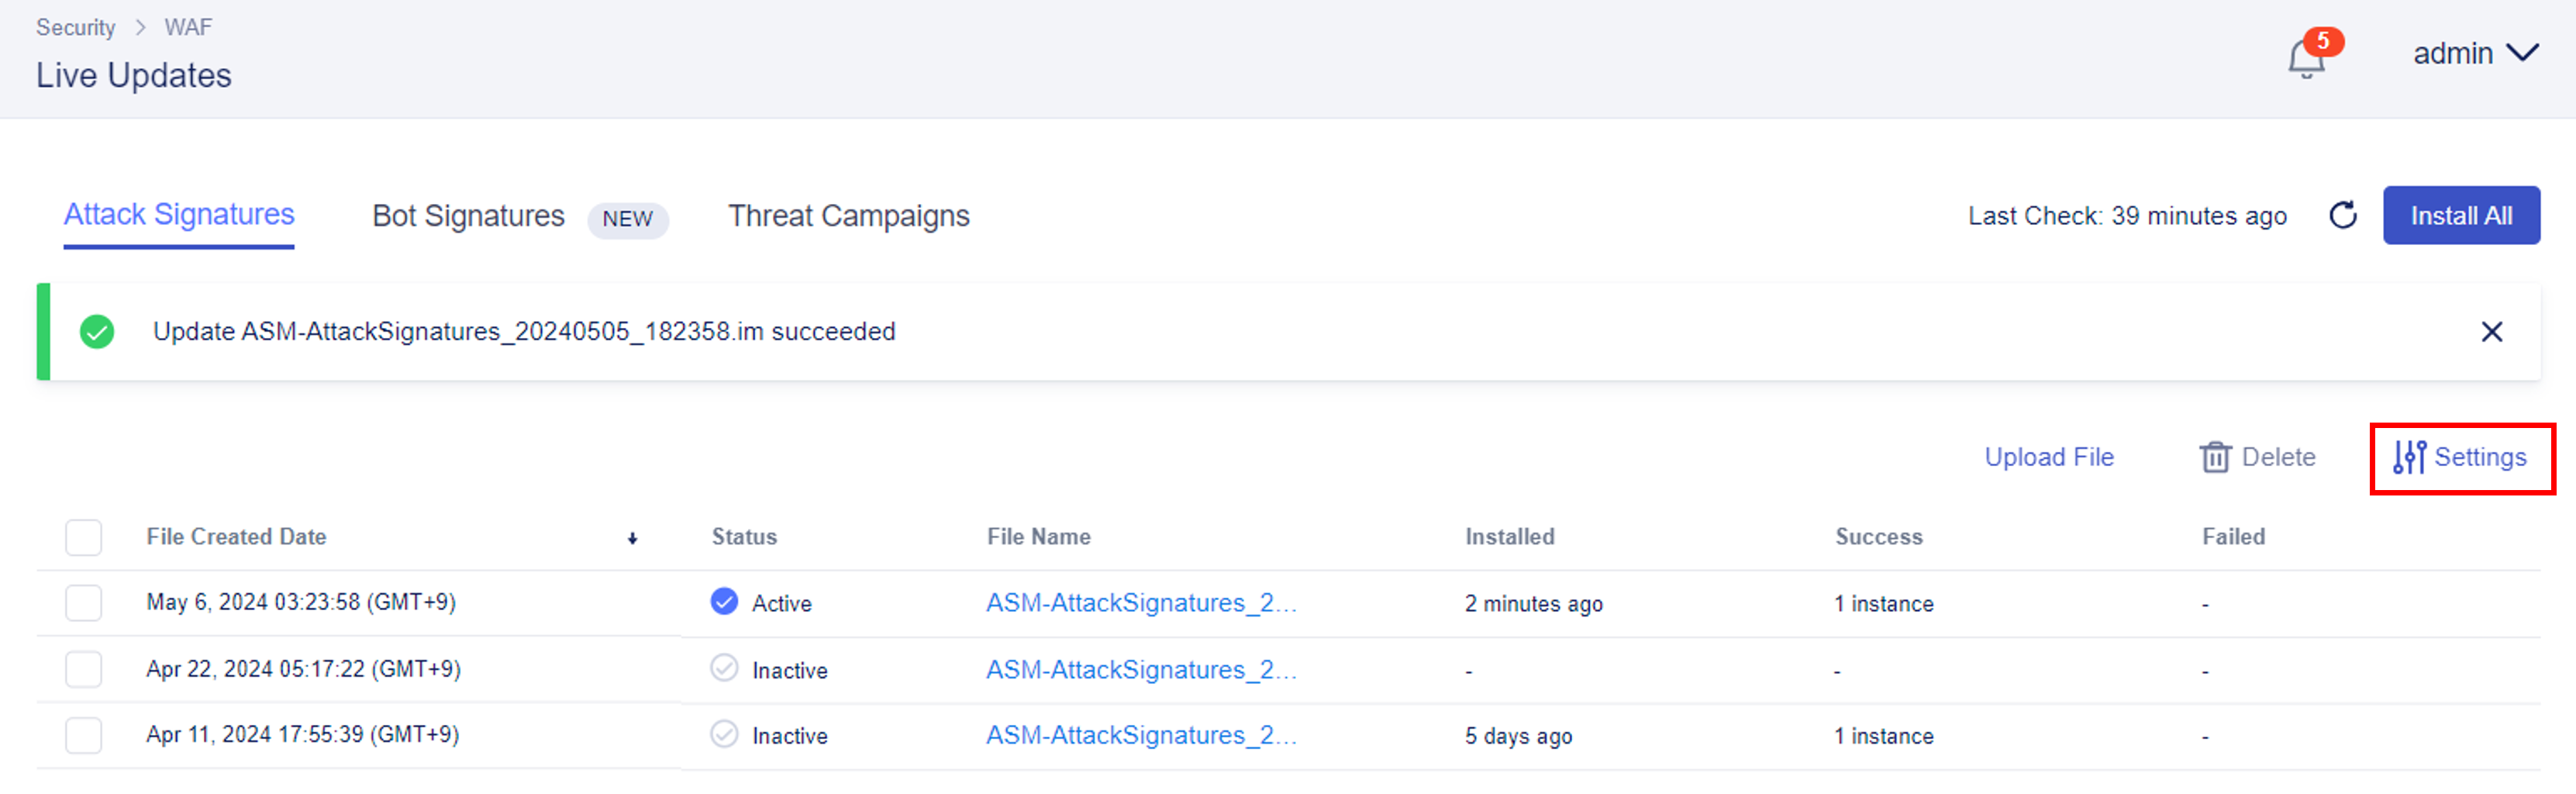 Security > WAF
Live Updates
5
admin
Attack Signatures Bot Signatures NEW Threat Campaigns Last Check: 39 minutes ago Install All
Update ASM-AttackSignatures_20240505_182358.im succeeded
Upload File Delete Settings
File Created Date Status File Name Installed Success Failed
May 6, 2024 03:23:58 (GMT+9) Active ASM-AttackSignatures_2... 2 minutes ago 1 instance -
Apr 22, 2024 05:17:22 (GMT+9) Inactive ASM-AttackSignatures_2... - - -
Apr 11, 2024 17:55:39 (GMT+9) Inactive ASM-AttackSignatures_2... 5 days ago 1 instance -